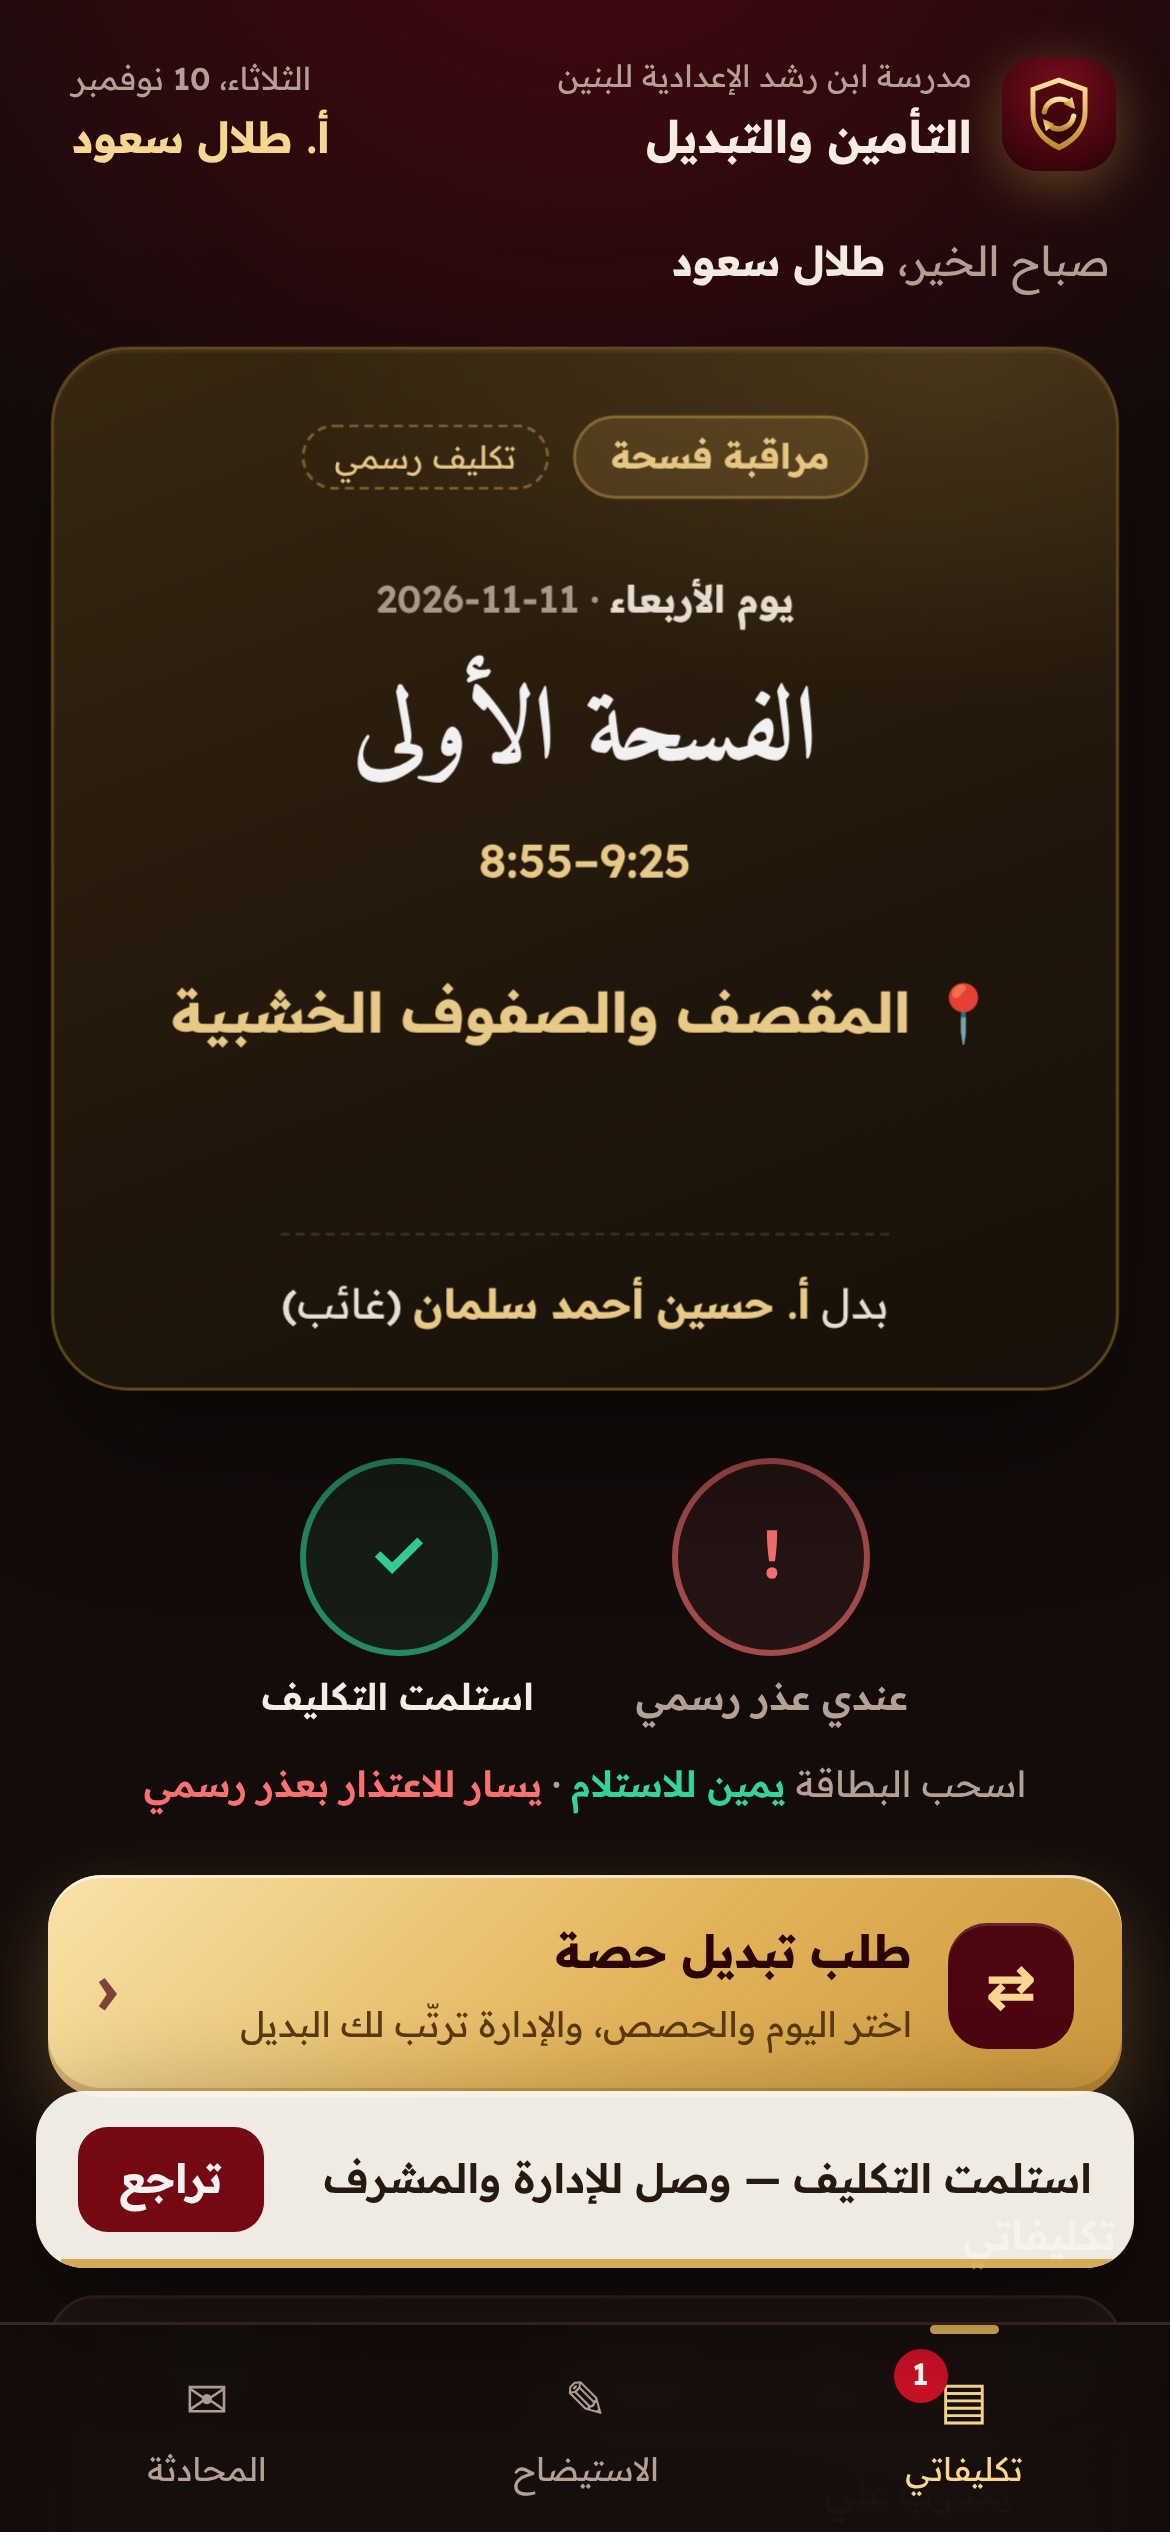 مدرسة ابن رشد الإعدادية للبنين
التأمين والتبديل
الثلاثاء، 10 نوفمبر
أ. طلال سعود
صباح الخير، طلال سعود
مراقبة فسحة
تكليف رسمي
يوم الأربعاء · 2026-11-11
الفسحة الأولى
8:55–9:25
المقصف والصفوف الخشبية
بدل أ. حسين أحمد سلمان (غائب)
عندي عذر رسمي
استلمت التكليف
اسحب البطاقة يمين للاستلام · يسار للاعتذار بعذر رسمي
طلب تبديل حصة
اختر اليوم والحصص، والإدارة ترتّب لك البديل
استلمت التكليف — وصل للإدارة والمشرف
تراجع
تكليفاتي
1
تكليفاتي
الاستيضاح
المحادثة